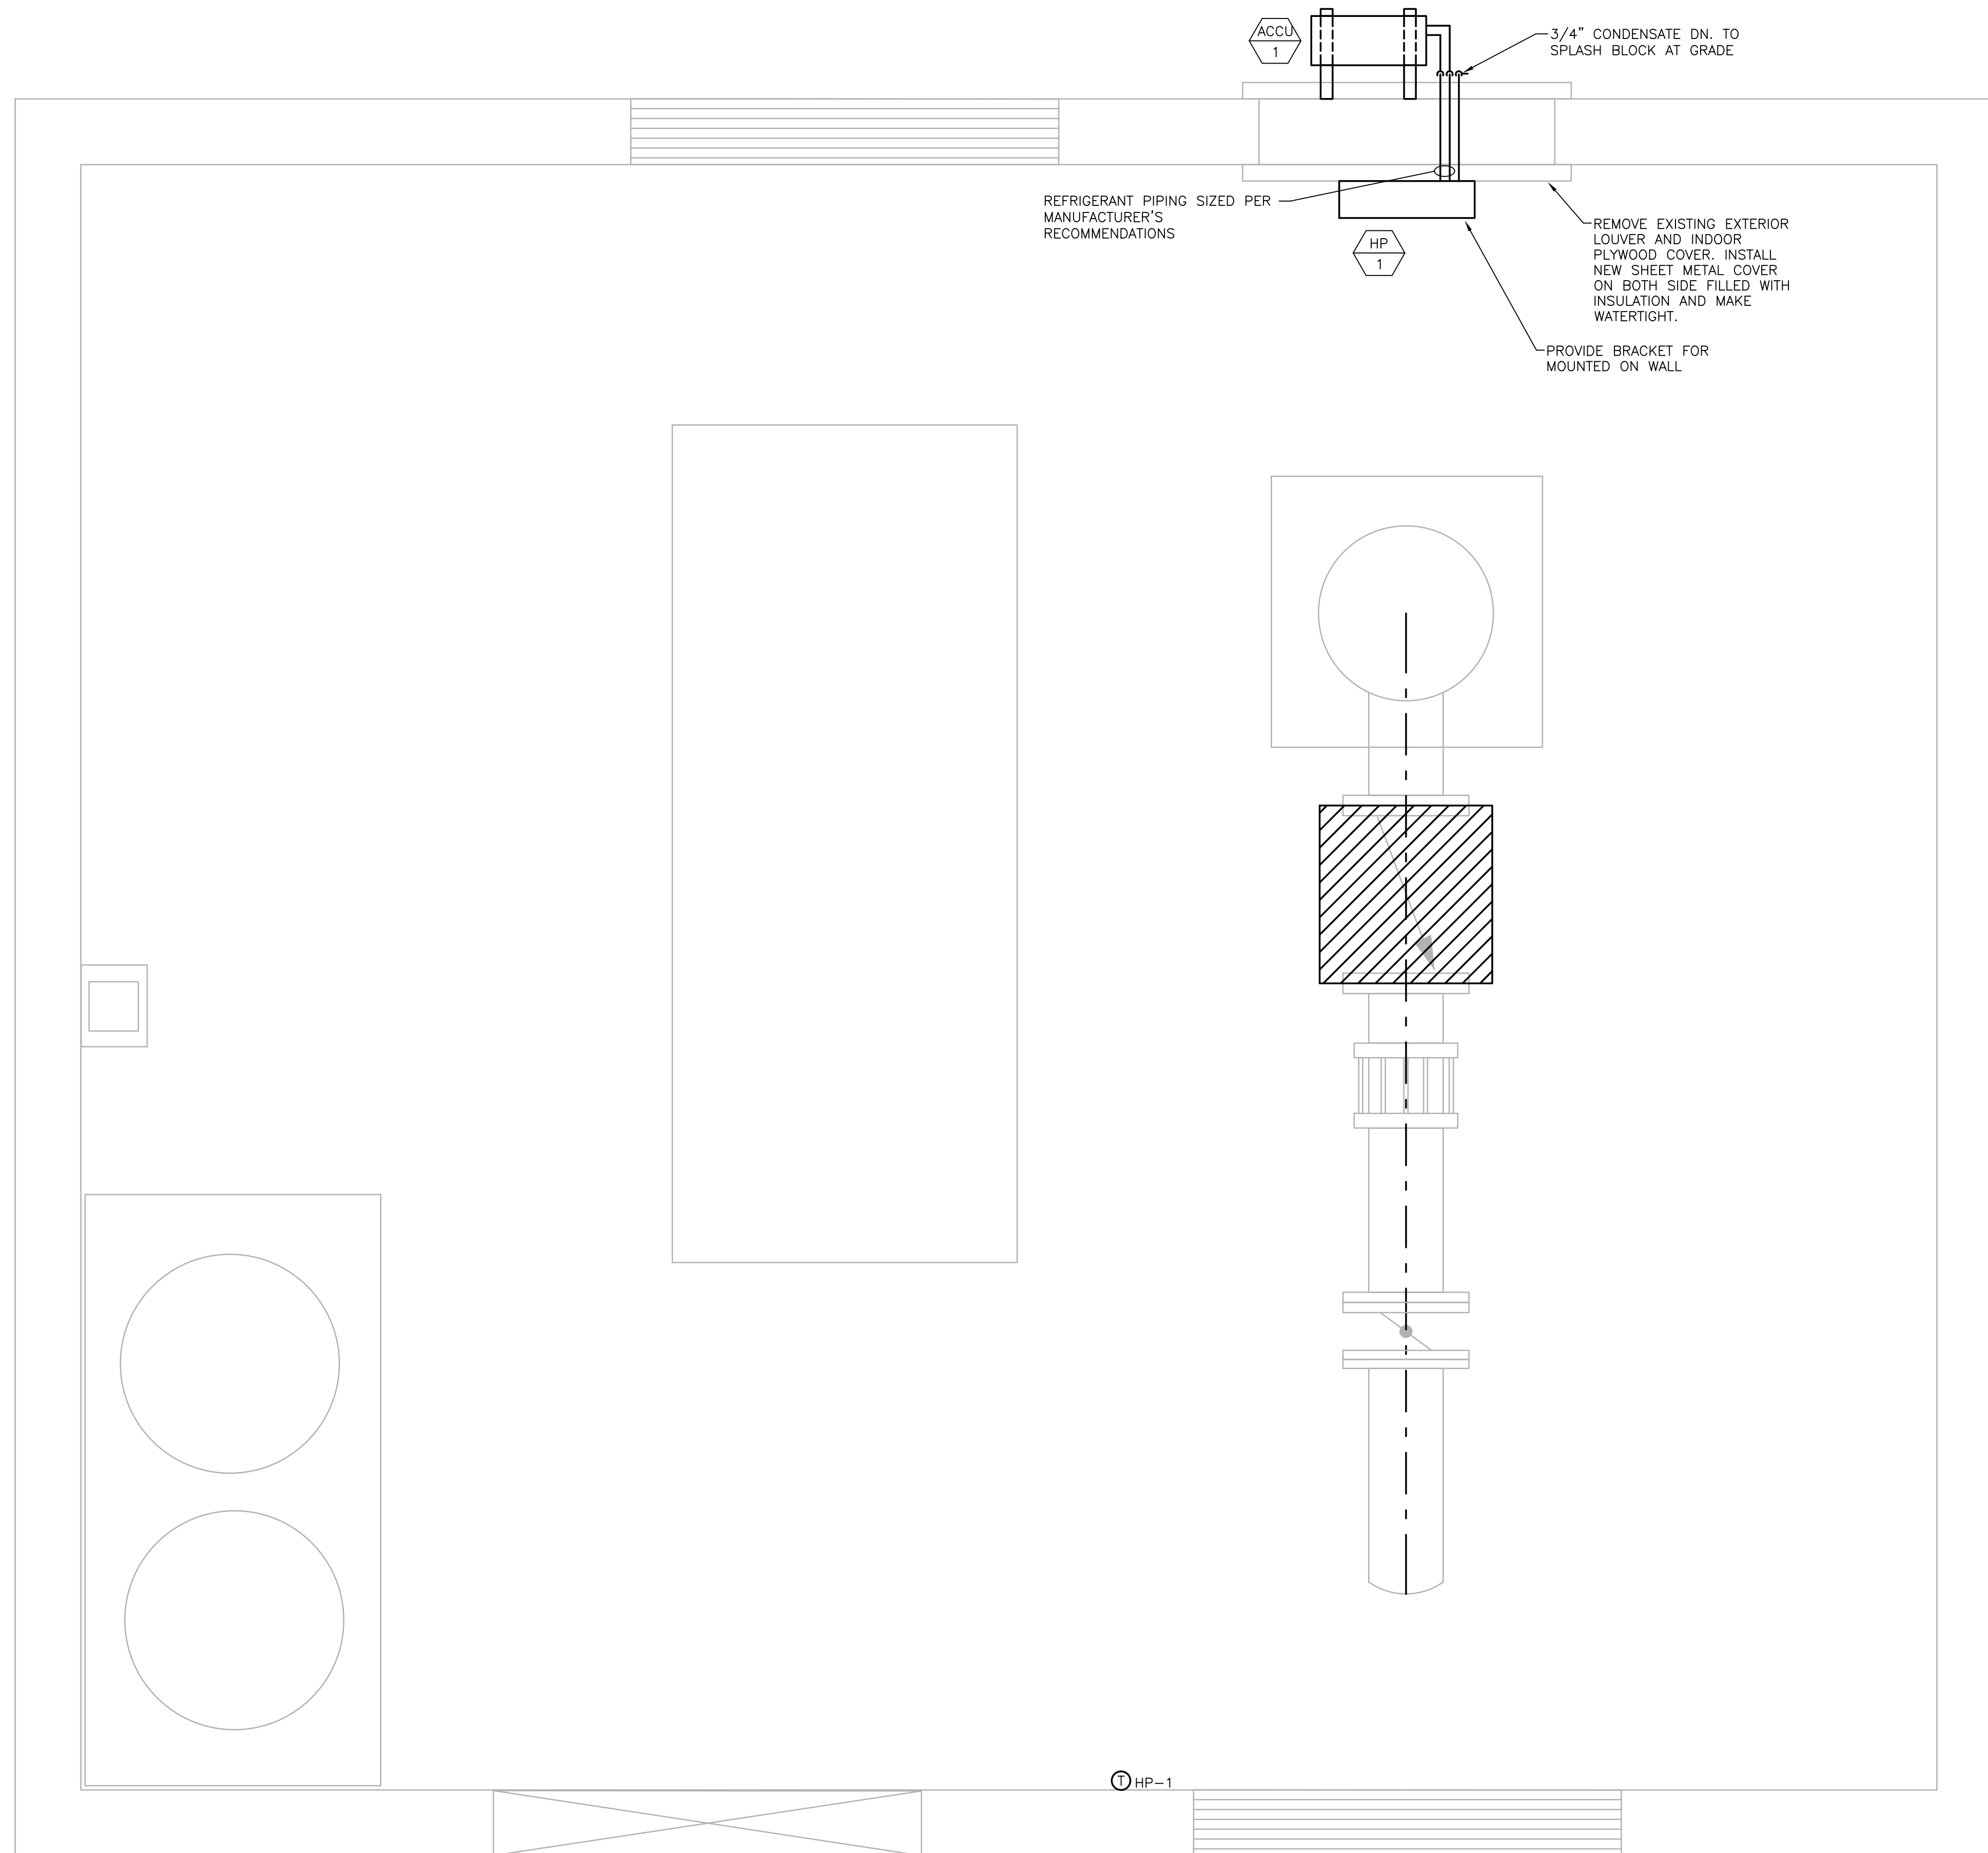 ACCU
1
3/4" CONDENSATE DN. TO
SPLASH BLOCK AT GRADE
REFRIGERANT PIPING SIZED PER
MANUFACTURER'S
RECOMMENDATIONS
HP
1
REMOVE EXISTING EXTERIOR
LOUVER AND INDOOR
PLYWOOD COVER. INSTALL
NEW SHEET METAL COVER
ON BOTH SIDE FILLED WITH
INSULATION AND MAKE
WATERTIGHT.
PROVIDE BRACKET FOR
MOUNTED ON WALL
T HP-1